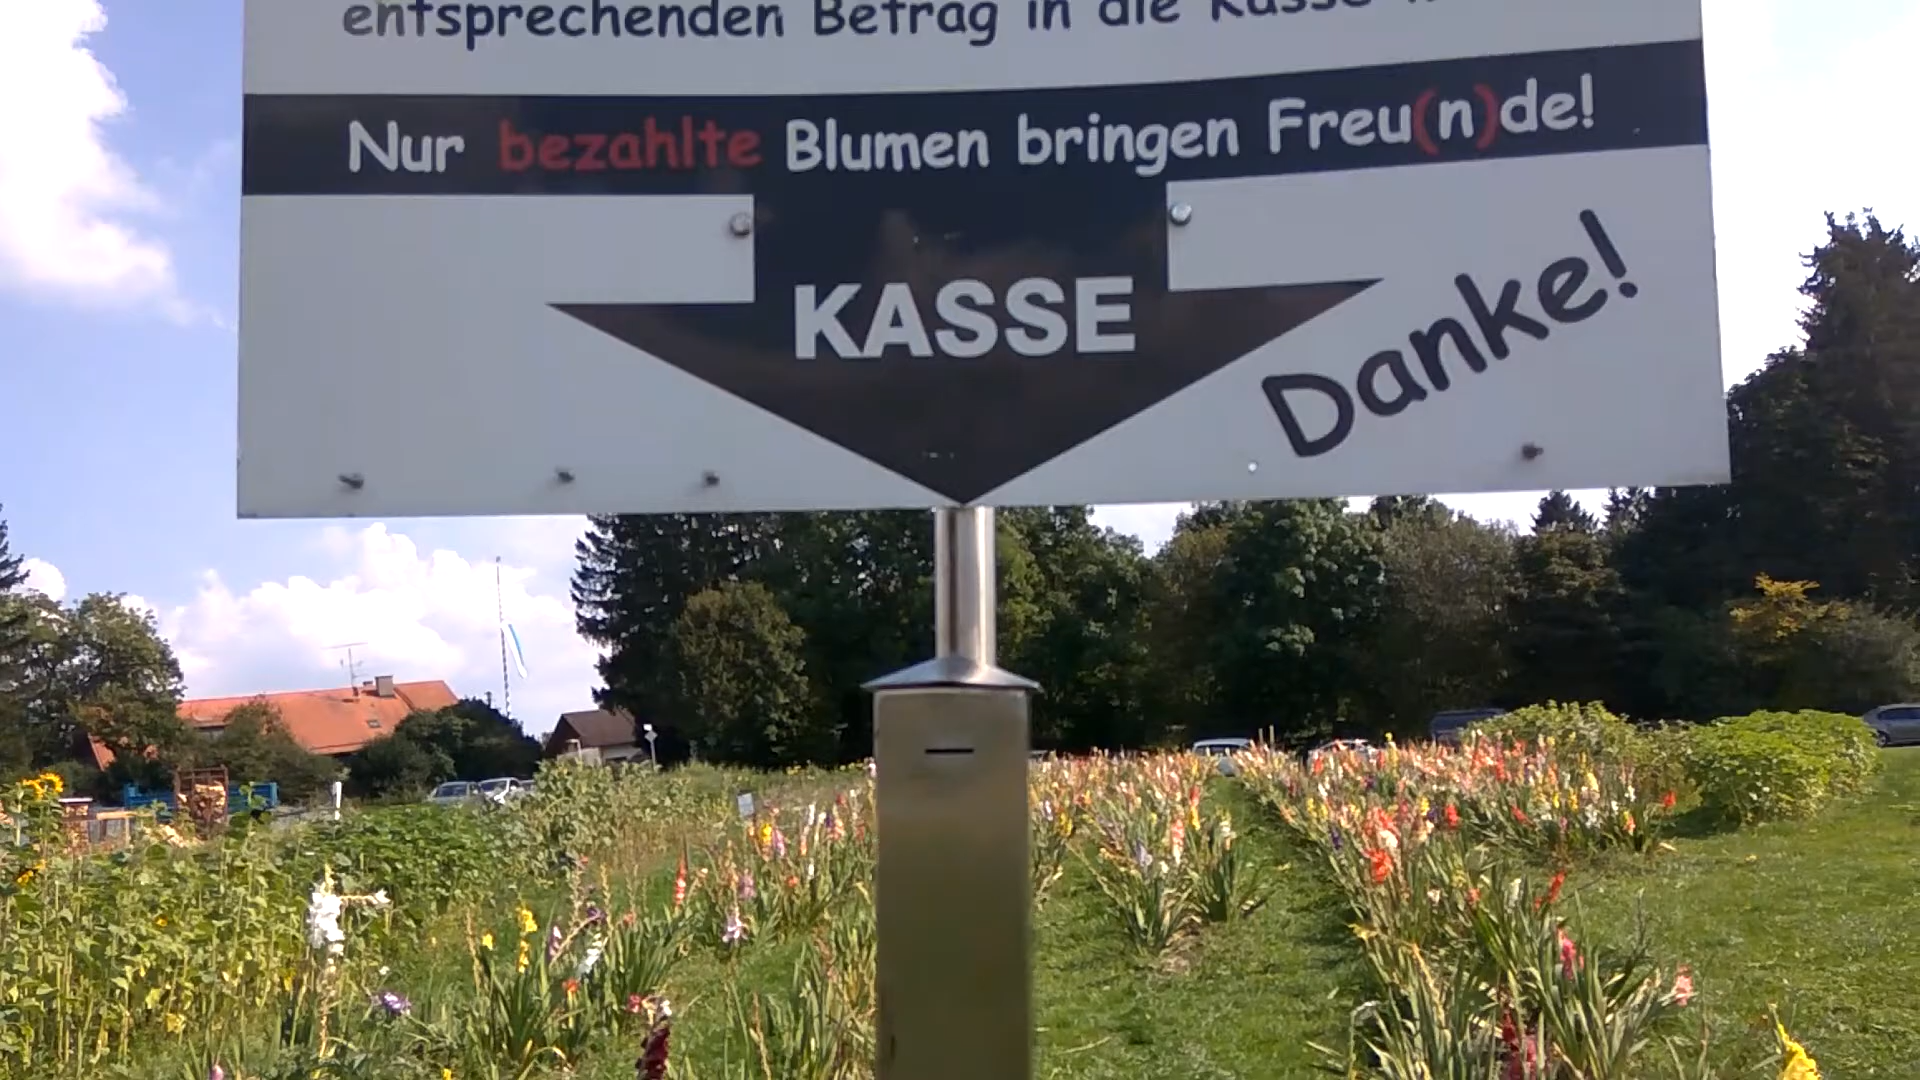 entsprechenden Betrag in die Kasse
Nur bezahlte Blumen bringen Freu(n)de!
KASSE
Danke!